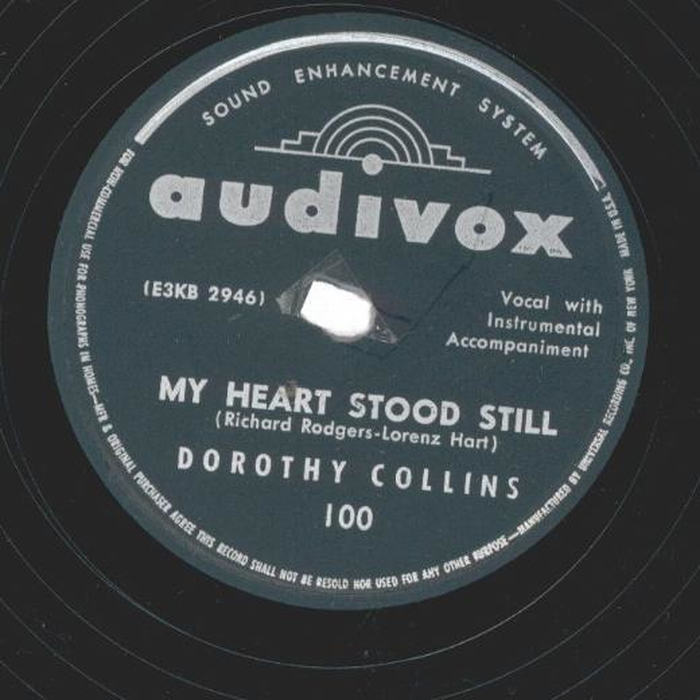 SOUND ENHANCEMENT SYSTEM
audivox
(E3KB 2946)
Vocal with
Instrumental
Accompaniment
MY HEART STOOD STILL
(Richard Rodgers-Lorenz Hart)
DOROTHY COLLINS
100
FOR NON-COMMERCIAL USE FOR PHONOGRAPHS IN HOMES—MFR & ORIGINAL PURCHASER AGREE THIS RECORD SHALL NOT BE RESOLD NOR USED FOR ANY OTHER PURPOSE—MANUFACTURED BY UNIVERSAL RECORDING CO., INC. OF NEW YORK MADE IN U.S.A.